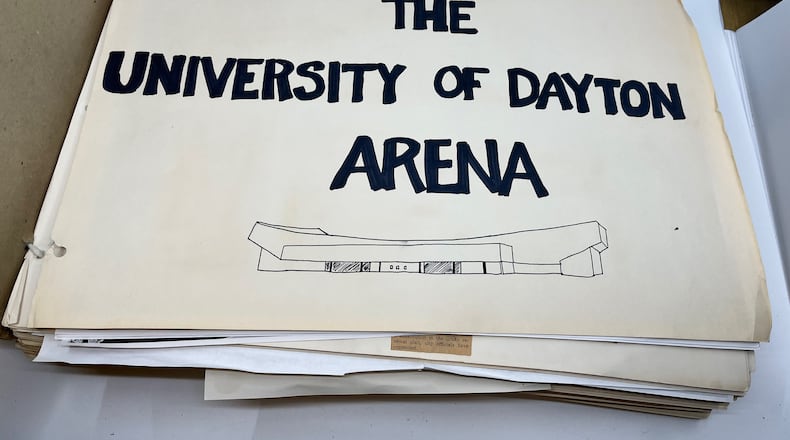 THE
UNIVERSITY OF DAYTON
ARENA